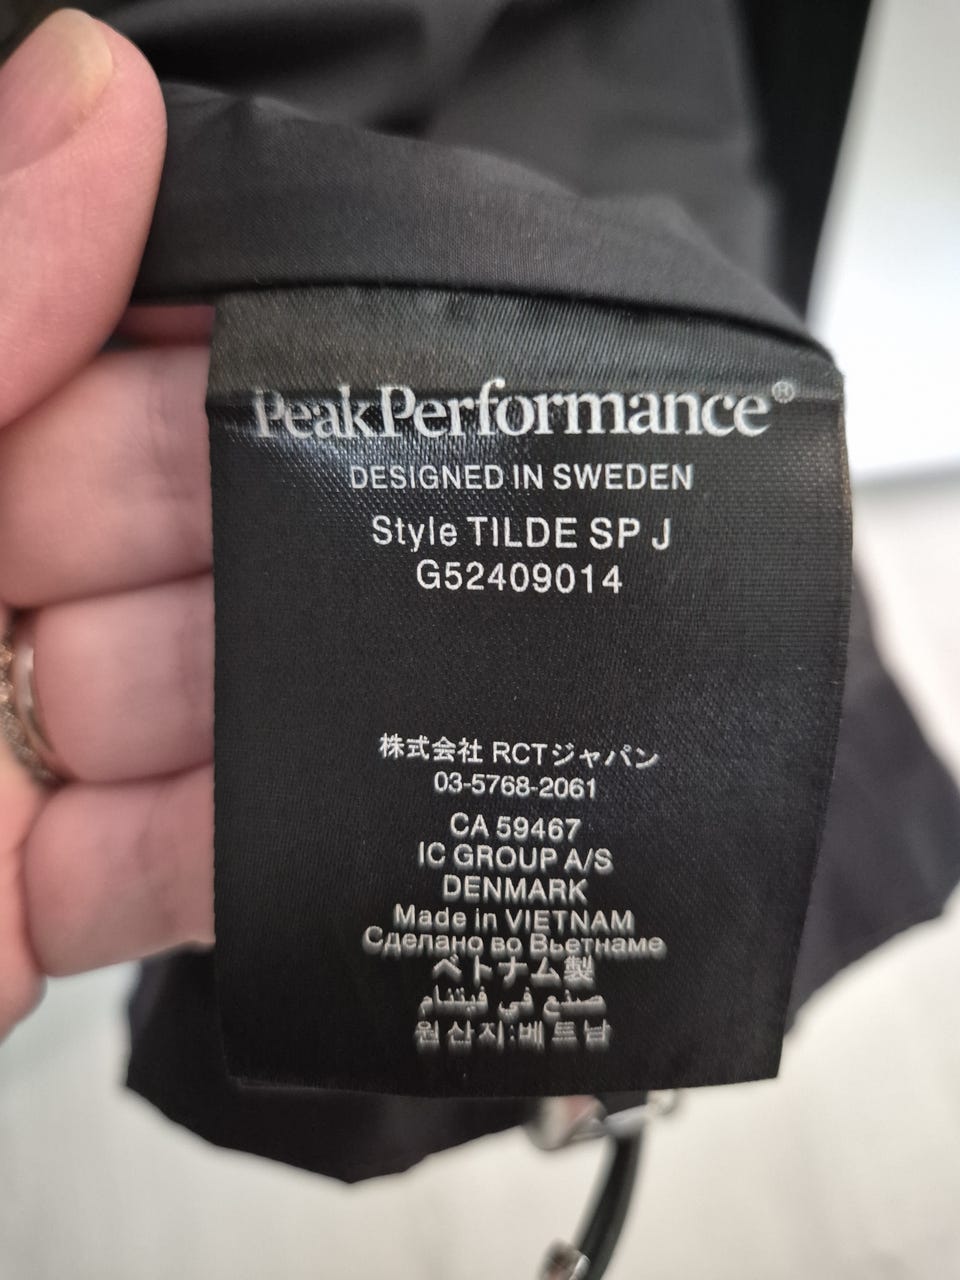 PeakPerformance®
DESIGNED IN SWEDEN
Style TILDE SP J
G52409014
株式会社 RCTジャパン
03-5768-2061
CA 59467
IC GROUP A/S
DENMARK
Made in VIETNAM
Сделано во Вьетнаме
ベトナム製
صنع في فيتنام
원산지:베트남